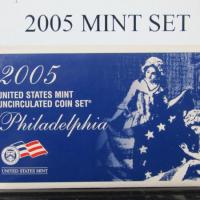 2005 MINT SET
2005
UNITED STATES MINT
UNCIRCULATED COIN SET®
Philadelphia
UNITED STATES MINT